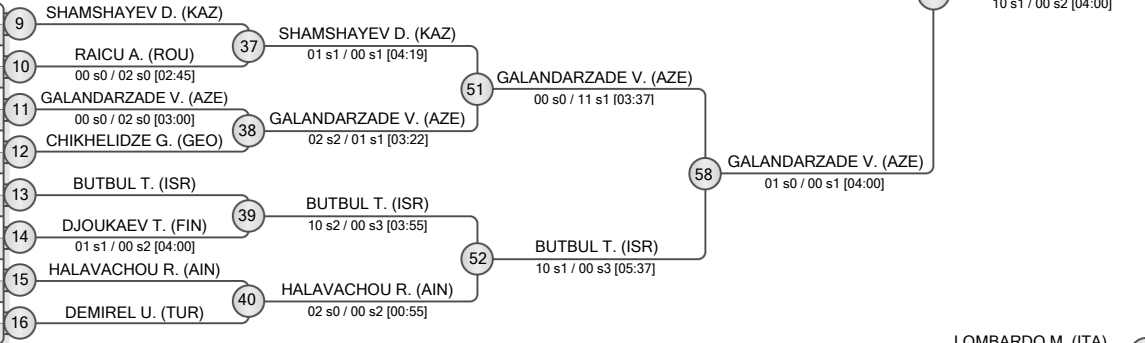 10 s1 / 00 s2 [04:00]
9
SHAMSHAYEV D. (KAZ)
37
SHAMSHAYEV D. (KAZ)
01 s1 / 00 s1 [04:19]
10
RAICU A. (ROU)
00 s0 / 02 s0 [02:45]
51
GALANDARZADE V. (AZE)
00 s0 / 11 s1 [03:37]
11
GALANDARZADE V. (AZE)
00 s0 / 02 s0 [03:00]
38
GALANDARZADE V. (AZE)
02 s2 / 01 s1 [03:22]
12
CHIKHELIDZE G. (GEO)
58
GALANDARZADE V. (AZE)
01 s0 / 00 s1 [04:00]
13
BUTBUL T. (ISR)
39
BUTBUL T. (ISR)
10 s2 / 00 s3 [03:55]
14
DJOUKAEV T. (FIN)
01 s1 / 00 s2 [04:00]
52
BUTBUL T. (ISR)
10 s1 / 00 s3 [05:37]
15
HALAVACHOU R. (AIN)
40
HALAVACHOU R. (AIN)
02 s0 / 00 s2 [00:55]
16
DEMIREL U. (TUR)
LOMBARDO M. (ITA)